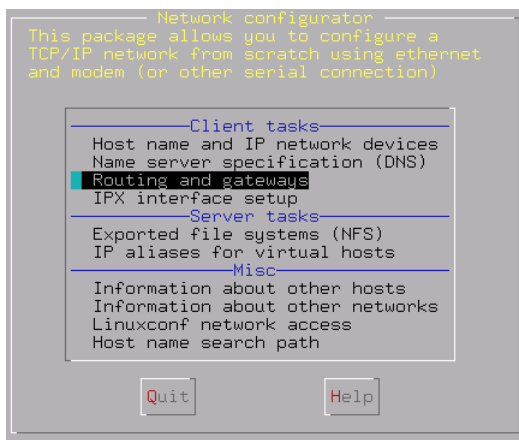 Network configurator
This package allows you to configure a
TCP/IP network from scratch using ethernet
and modem (or other serial connection)
Client tasks
Host name and IP network devices
Name server specification (DNS)
Routing and gateways
IPX interface setup
Server tasks
Exported file systems (NFS)
IP aliases for virtual hosts
Misc
Information about other hosts
Information about other networks
Linuxconf network access
Host name search path
Quit Help